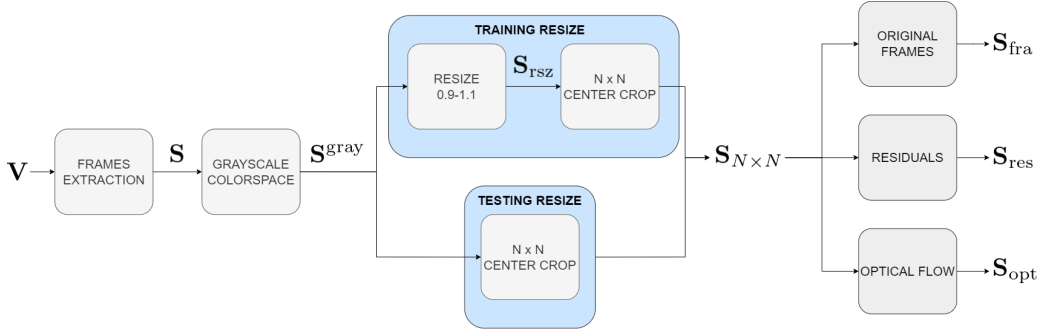 V
FRAMES
EXTRACTION
S
GRAYSCALE
COLORSPACE
S^gray
TRAINING RESIZE
RESIZE
0.9-1.1
S_rsz
N x N
CENTER CROP
TESTING RESIZE
N x N
CENTER CROP
S_{N×N}
ORIGINAL
FRAMES
S_fra
RESIDUALS
S_res
OPTICAL FLOW
S_opt